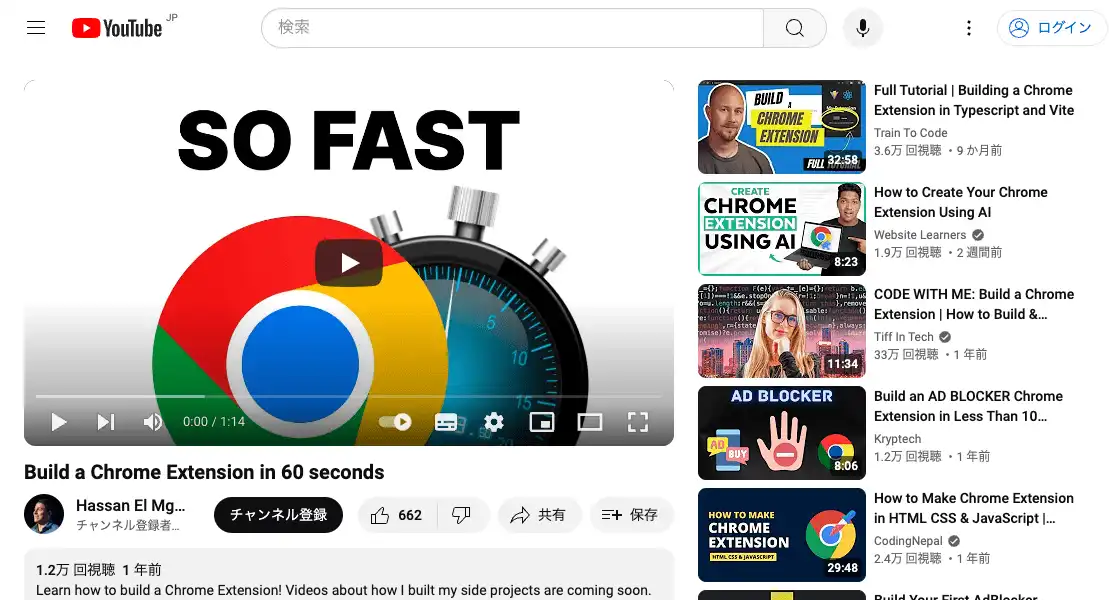 YouTube JP
検索
ログイン
SO FAST
5
10
15
0:00 / 1:14
Build a Chrome Extension in 60 seconds
Hassan El Mg...
チャンネル登録者...
チャンネル登録
662
共有
保存
1.2万 回視聴 1 年前
Learn how to build a Chrome Extension! Videos about how I built my side projects are coming soon.
BUILD
A
CHROME
EXTENSION
FULL
32:58
Full Tutorial | Building a Chrome
Extension in Typescript and Vite
Train To Code
3.6万 回視聴 ・9 か月前
CREATE
CHROME
EXTENSION
USING AI
8:23
How to Create Your Chrome
Extension Using AI
Website Learners
1.9万 回視聴 ・2 週間前
11:34
CODE WITH ME: Build a Chrome
Extension | How to Build &...
Tiff In Tech
33万 回視聴 ・1 年前
AD BLOCKER
AD
BUY
8:06
Build an AD BLOCKER Chrome
Extension in Less Than 10...
Kryptech
1.2万 回視聴 ・1 年前
HOW TO MAKE
CHROME
EXTENSION
HTML CSS & JAVASCRIPT
29:48
How to Make Chrome Extension
in HTML CSS & JavaScript |...
CodingNepal
2.4万 回視聴 ・1 年前
Build Your First AdBlocker